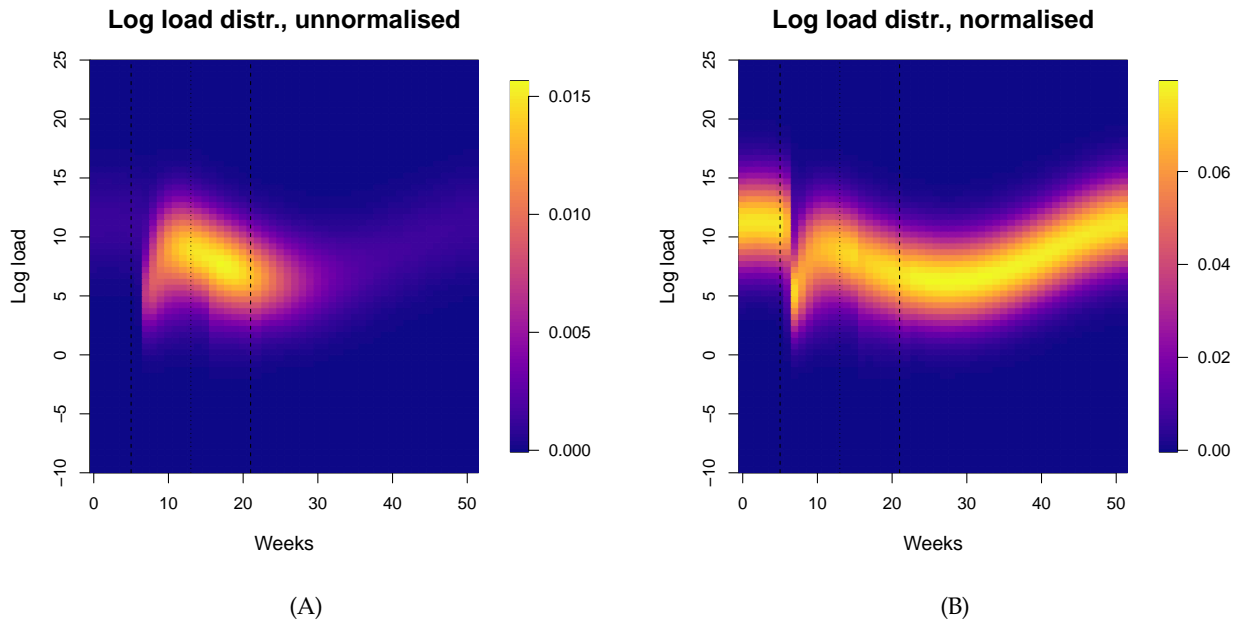 Log load distr., unnormalised
Log load
25
20
15
10
5
0
−5
−10
0 10 20 30 40 50
Weeks
0.015
0.010
0.005
0.000
(A)
Log load distr., normalised
Log load
25
20
15
10
5
0
−5
−10
0 10 20 30 40 50
Weeks
0.06
0.04
0.02
0.00
(B)